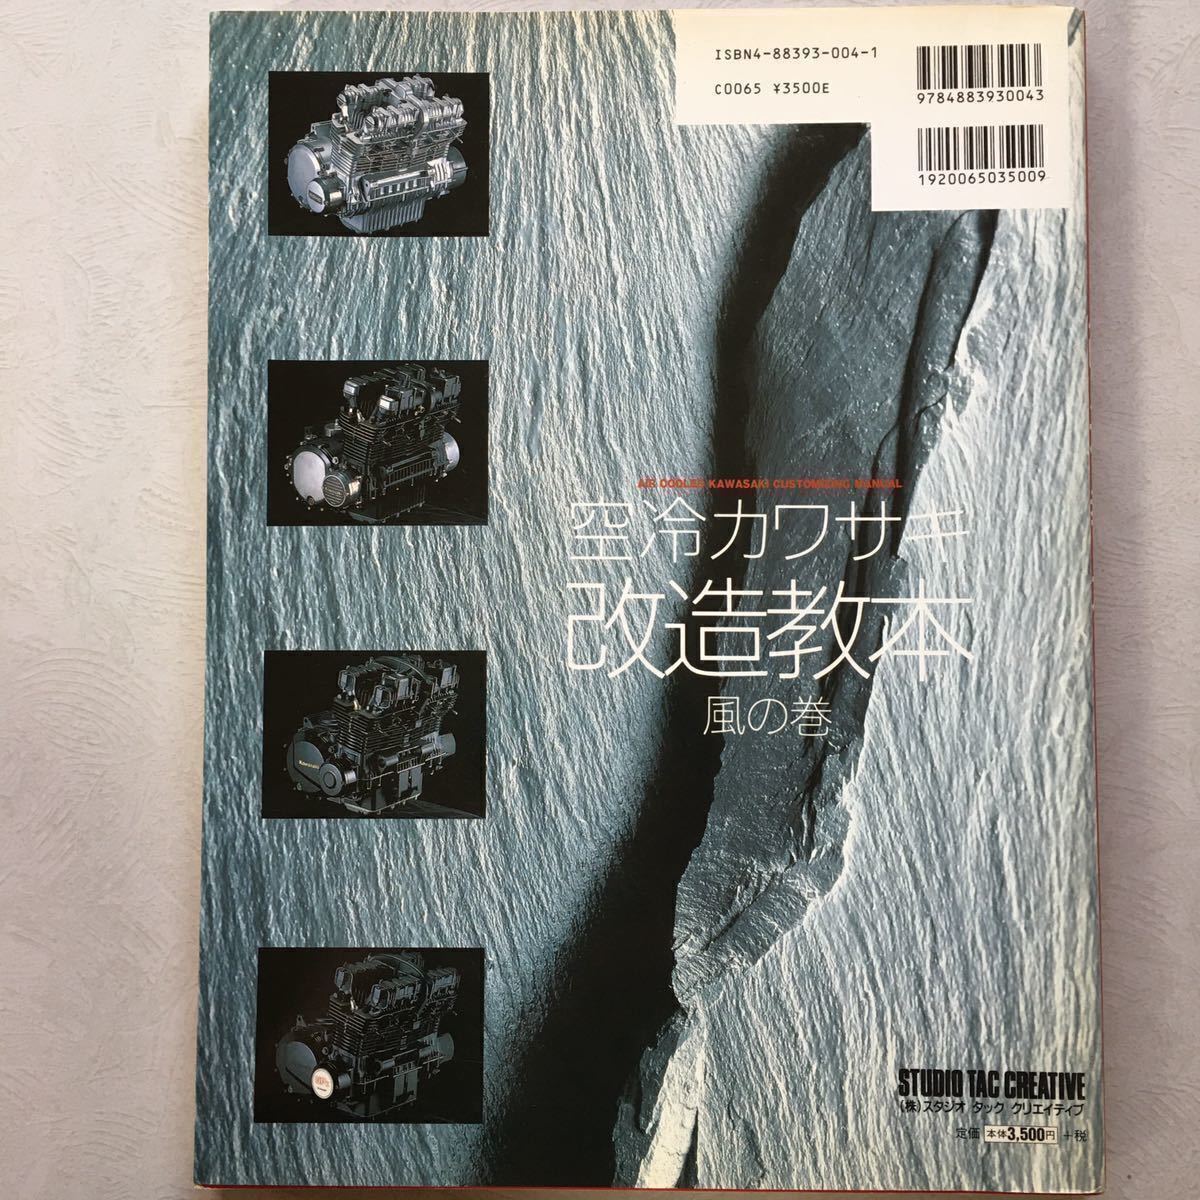 ISBN4-88393-004-1
C0065 ¥3500E
9784883930043
1920065035009
AIR COOLED KAWASAKI CUSTOMIZING MANUAL
空冷カワサキ
改造教本
風の巻
Kawasaki
STUDIO TAC CREATIVE
(株)スタジオ タック クリエイティブ
定価 本体3,500円 +税